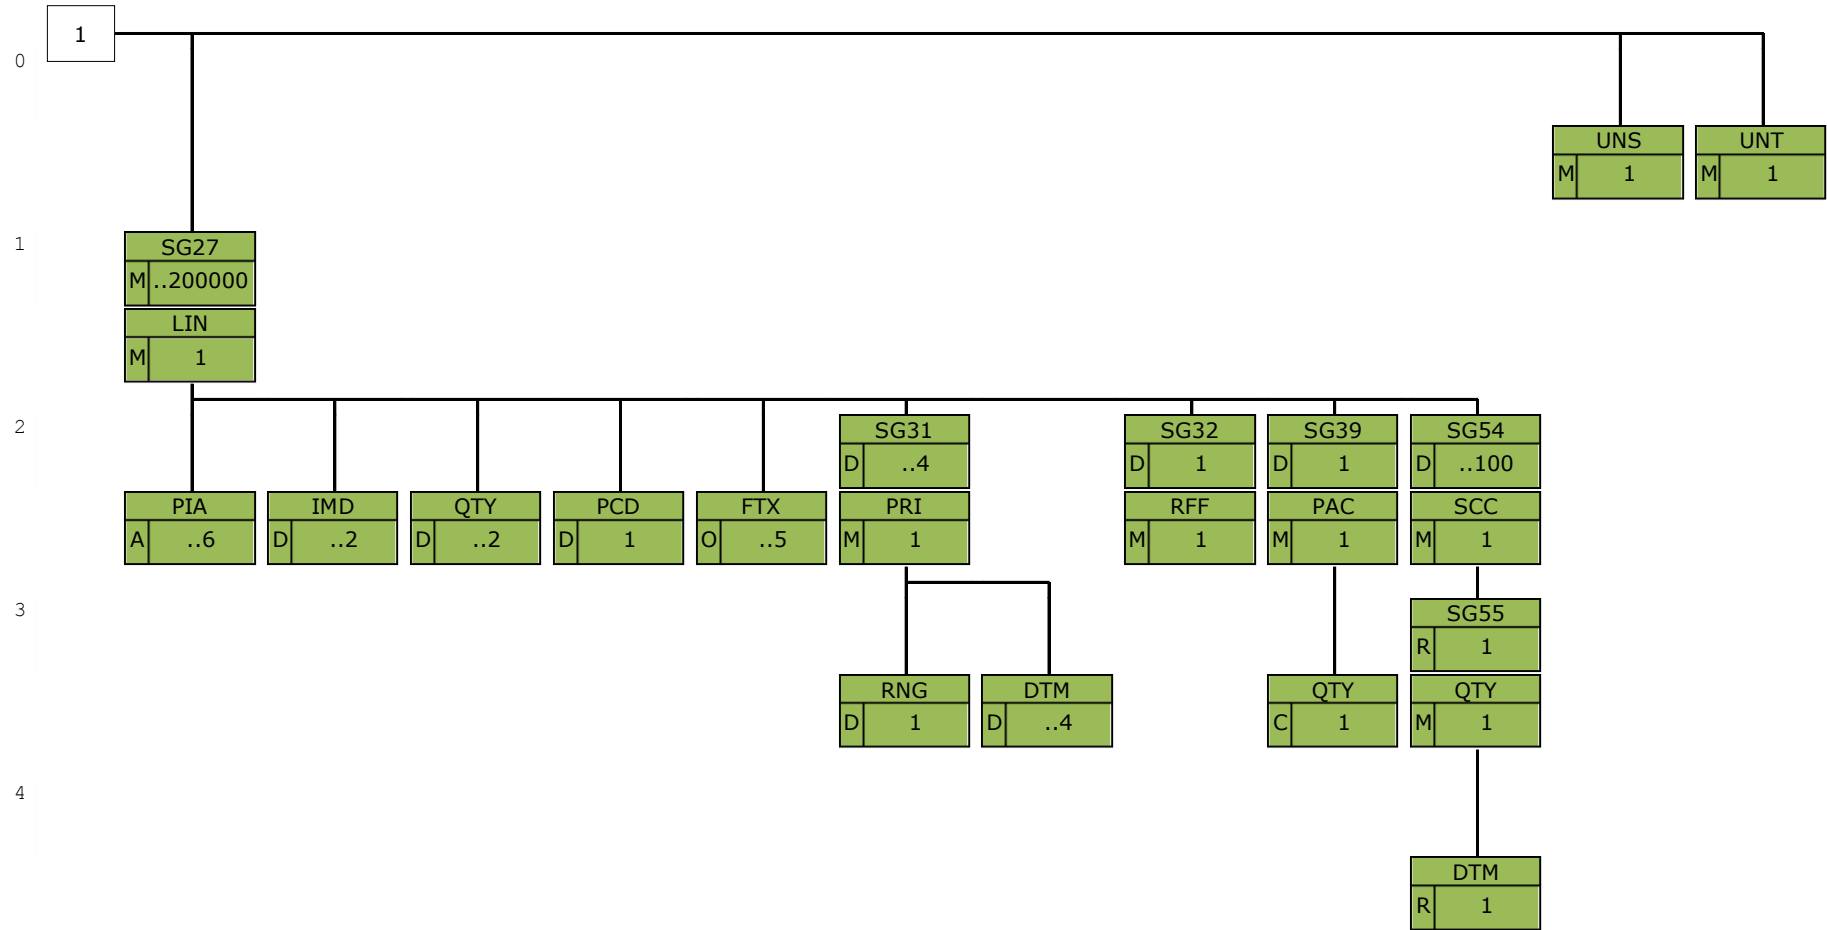 1
0
UNS UNT
M 1 M 1
1
SG27
M ..200000
LIN
M 1
2
SG31 SG32 SG39 SG54
D ..4 D 1 D 1 D ..100
PIA IMD QTY PCD FTX PRI RFF PAC SCC
A ..6 D ..2 D ..2 D 1 O ..5 M 1 M 1 M 1 M 1
3
SG55
R 1
RNG DTM QTY QTY
D 1 D ..4 C 1 M 1
4
DTM
R 1